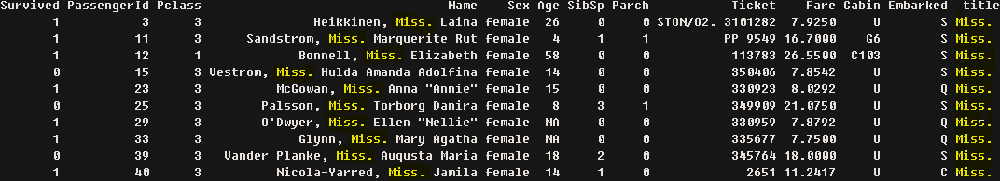 Survived PassengerId Pclass Name Sex Age SibSp Parch Ticket Fare Cabin Embarked title
1 3 3 Heikkinen, Miss. Laina female 26 0 0 STON/O2. 3101282 7.9250 U S Miss.
1 11 3 Sandstrom, Miss. Marguerite Rut female 4 1 1 PP 9549 16.7000 G6 S Miss.
1 12 1 Bonnell, Miss. Elizabeth female 58 0 0 113783 26.5500 C103 S Miss.
0 15 3 Vestrom, Miss. Hulda Amanda Adolfina female 14 0 0 350406 7.8542 U S Miss.
1 23 3 McGowan, Miss. Anna "Annie" female 15 0 0 330923 8.0292 U Q Miss.
0 25 3 Palsson, Miss. Torborg Danira female 8 3 1 349909 21.0750 U S Miss.
1 29 3 O'Dwyer, Miss. Ellen "Nellie" female NA 0 0 330959 7.8792 U Q Miss.
1 33 3 Glynn, Miss. Mary Agatha female NA 0 0 335677 7.7500 U Q Miss.
0 39 3 Vander Planke, Miss. Augusta Maria female 18 2 0 345764 18.0000 U S Miss.
1 40 3 Nicola-Yarred, Miss. Jamila female 14 1 0 2651 11.2417 U C Miss.